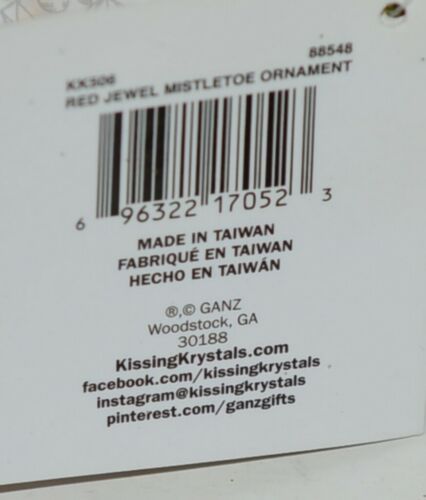 KK506 88548
RED JEWEL MISTLETOE ORNAMENT
6 96322 17052 3
MADE IN TAIWAN
FABRIQUÉ EN TAIWAN
HECHO EN TAIWÁN
®,© GANZ
Woodstock, GA
30188
KissingKrystals.com
facebook.com/kissingkrystals
instagram@kissingkrystals
pinterest.com/ganzgifts